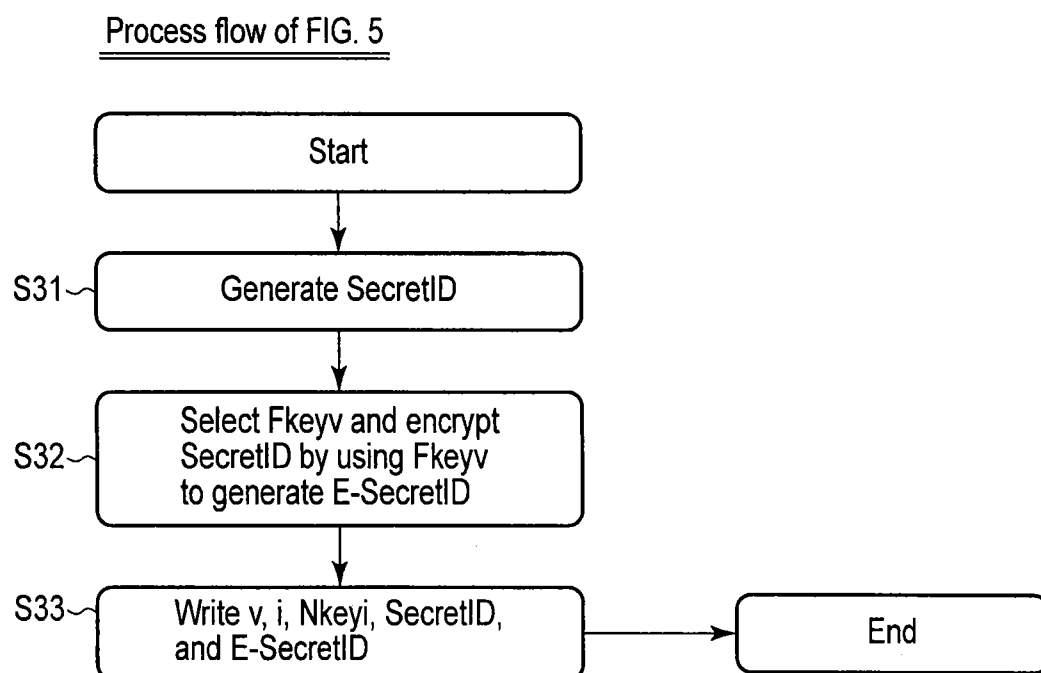 Process flow of FIG. 5
Start
S31
Generate SecretID
S32
Select Fkeyv and encrypt
SecretID by using Fkeyv
to generate E-SecretID
S33
Write v, i, Nkeyi, SecretID,
and E-SecretID
End